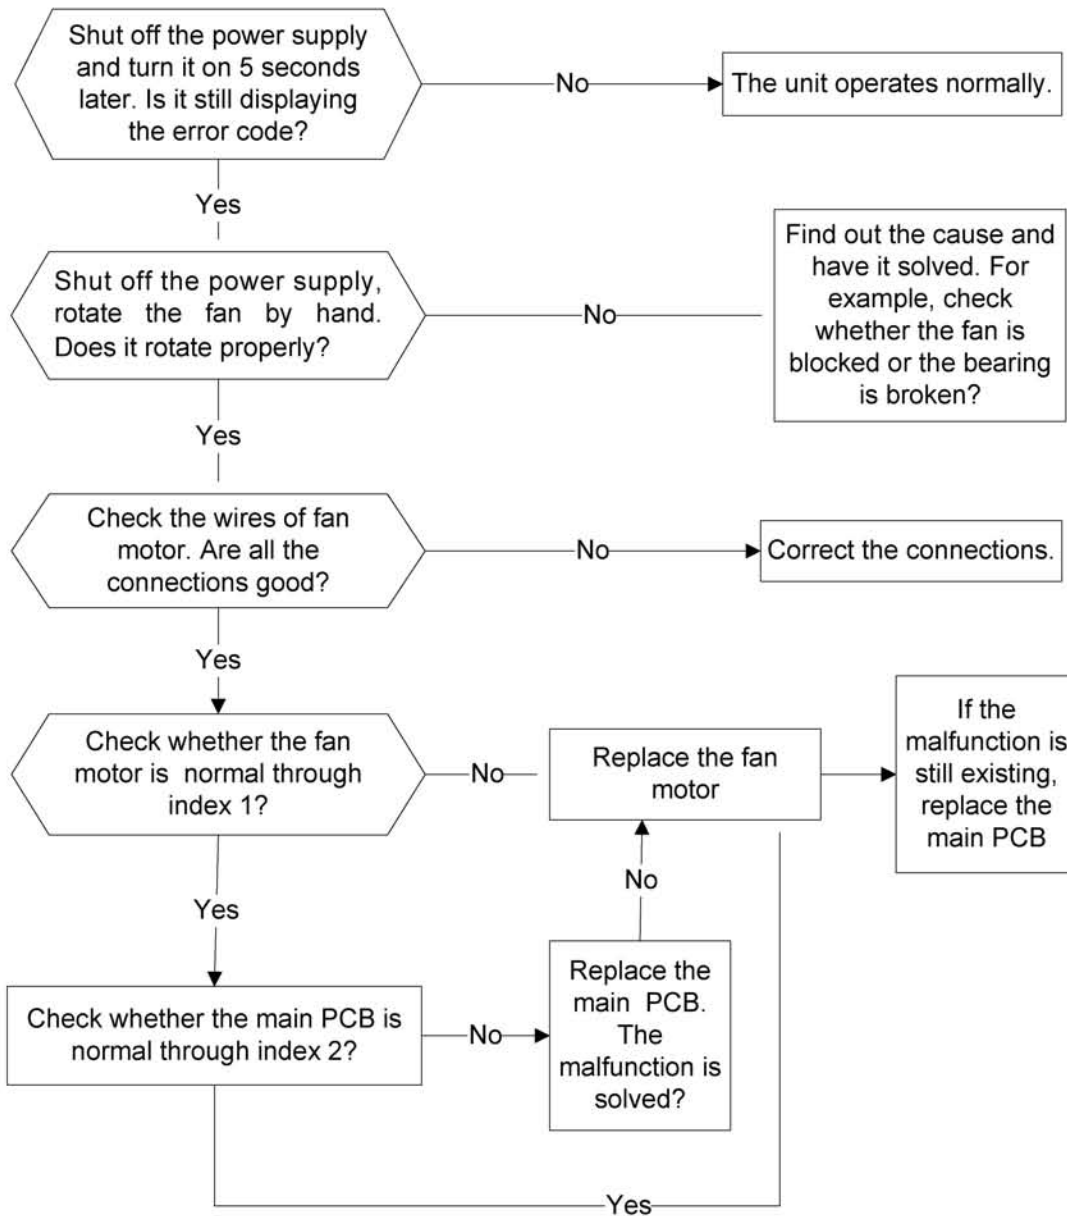 Shut off the power supply
and turn it on 5 seconds
later. Is it still displaying
the error code?
No
The unit operates normally.
Yes
Shut off the power supply,
rotate the fan by hand.
Does it rotate properly?
No
Find out the cause and
have it solved. For
example, check
whether the fan is
blocked or the bearing
is broken?
Yes
Check the wires of fan
motor. Are all the
connections good?
No
Correct the connections.
Yes
Check whether the fan
motor is normal through
index 1?
No
Replace the fan
motor
If the
malfunction is
still existing,
replace the
main PCB
Yes
No
Check whether the main PCB is
normal through index 2?
No
Replace the
main PCB.
The
malfunction is
solved?
Yes